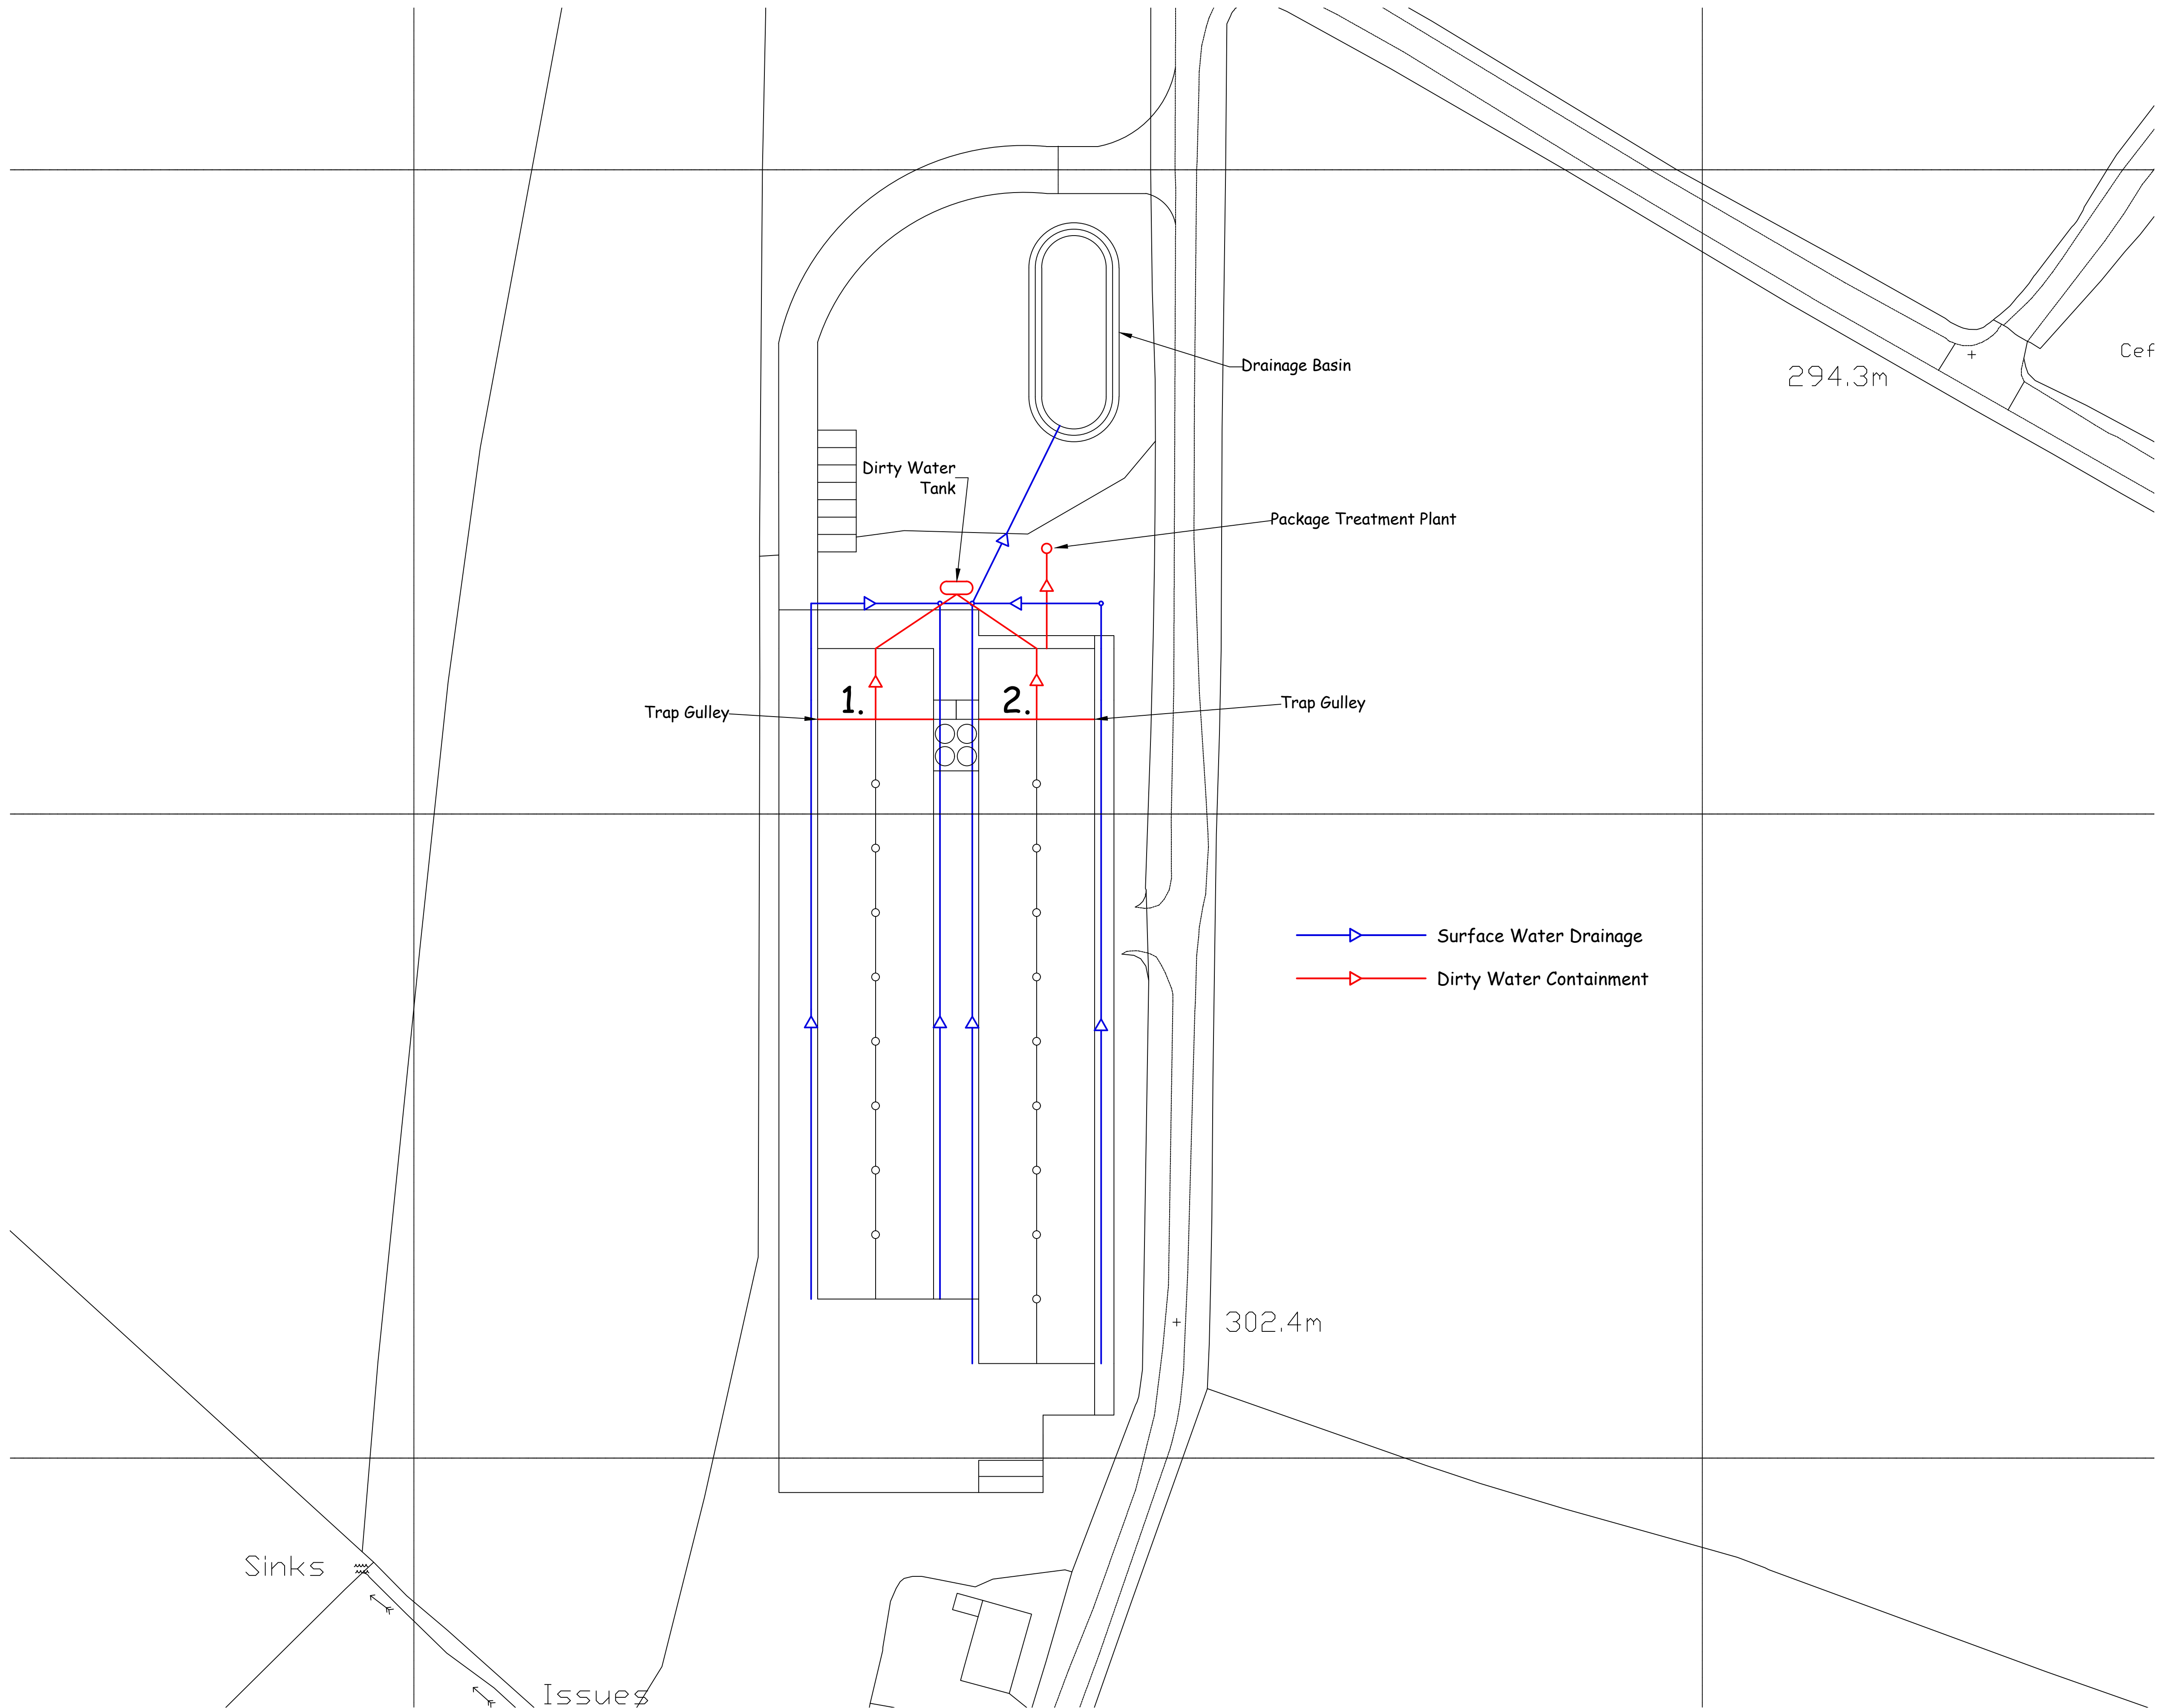 Drainage Basin
294.3m
Cef
Dirty Water
Tank
Package Treatment Plant
1.
2.
Trap Gulley
Trap Gulley
Surface Water Drainage
Dirty Water Containment
302.4m
Sinks
Issues